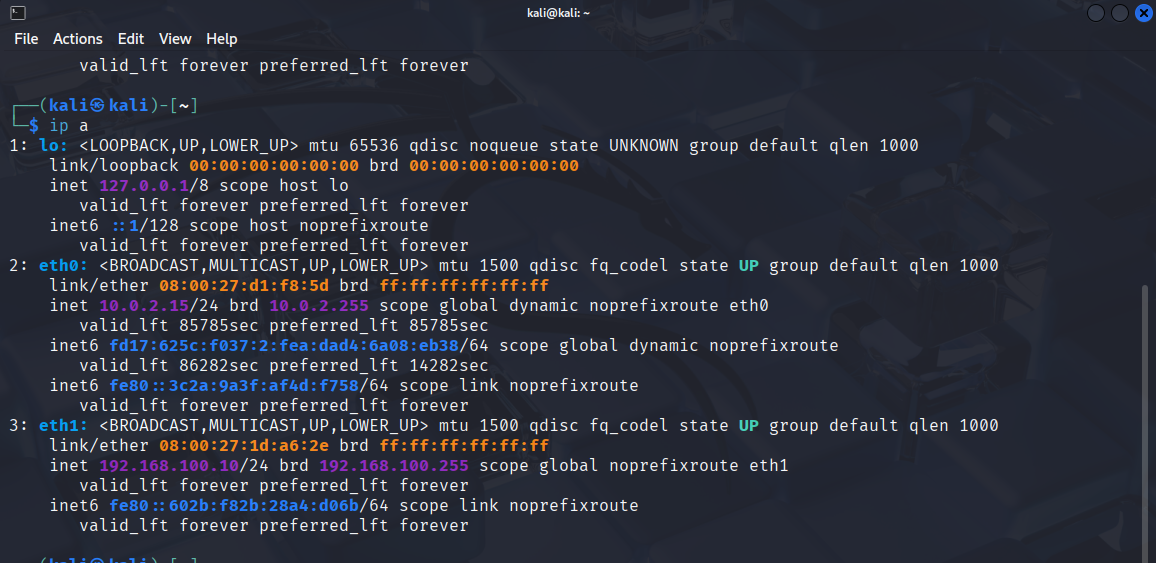 kali@kali: ~
File Actions Edit View Help
valid_lft forever preferred_lft forever
┌──(kali㉿kali)-[~]
└─$ ip a
1: lo: <LOOPBACK,UP,LOWER_UP> mtu 65536 qdisc noqueue state UNKNOWN group default qlen 1000
link/loopback 00:00:00:00:00:00 brd 00:00:00:00:00:00
inet 127.0.0.1/8 scope host lo
valid_lft forever preferred_lft forever
inet6 ::1/128 scope host noprefixroute
valid_lft forever preferred_lft forever
2: eth0: <BROADCAST,MULTICAST,UP,LOWER_UP> mtu 1500 qdisc fq_codel state UP group default qlen 1000
link/ether 08:00:27:d1:f8:5d brd ff:ff:ff:ff:ff:ff
inet 10.0.2.15/24 brd 10.0.2.255 scope global dynamic noprefixroute eth0
valid_lft 85785sec preferred_lft 85785sec
inet6 fd17:625c:f037:2:fea:dad4:6a08:eb38/64 scope global dynamic noprefixroute
valid_lft 86282sec preferred_lft 14282sec
inet6 fe80::3c2a:9a3f:af4d:f758/64 scope link noprefixroute
valid_lft forever preferred_lft forever
3: eth1: <BROADCAST,MULTICAST,UP,LOWER_UP> mtu 1500 qdisc fq_codel state UP group default qlen 1000
link/ether 08:00:27:1d:a6:2e brd ff:ff:ff:ff:ff:ff
inet 192.168.100.10/24 brd 192.168.100.255 scope global noprefixroute eth1
valid_lft forever preferred_lft forever
inet6 fe80::602b:f82b:28a4:d06b/64 scope link noprefixroute
valid_lft forever preferred_lft forever